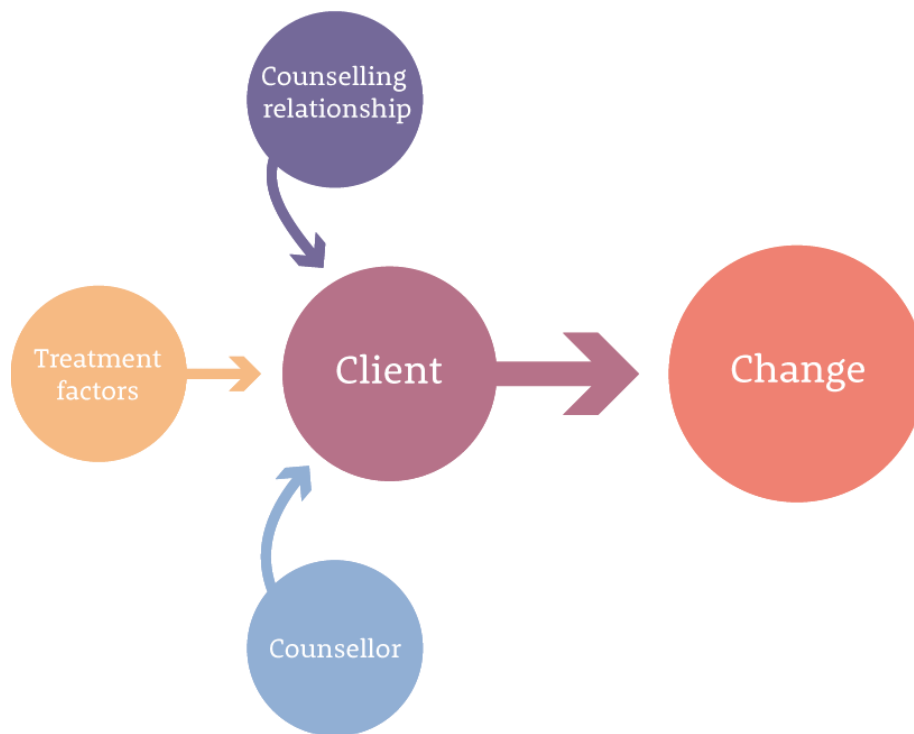 Counselling
relationship
Treatment
factors
Client
Change
Counsellor